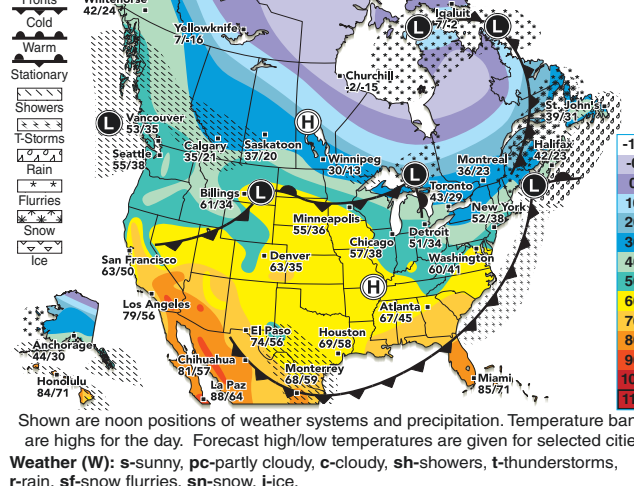 Fronts
Cold
Warm
Stationary
Showers
T-Storms
Rain
Flurries
Snow
Ice
Whitehorse
42/24
Yellowknife
7/-16
Iqaluit
7/-2
L
L
Churchill
-2/-15
St. John's
39/31
L
Vancouver
53/35
H
Halifax
42/23
Seattle
55/38
Calgary
35/21
Saskatoon
37/20
Winnipeg
30/13
Montreal
36/23
L
Toronto
43/29
L
Billings
61/34
L
Minneapolis
55/36
New York
52/38
Detroit
51/34
Chicago
57/38
San Francisco
63/50
Denver
63/35
Washington
60/41
H
Los Angeles
79/56
Atlanta
67/45
El Paso
74/56
Houston
69/58
Anchorage
44/30
Chihuahua
81/57
Monterrey
68/59
Honolulu
84/71
La Paz
88/64
Miami
85/71
Shown are noon positions of weather systems and precipitation. Temperature
are highs for the day. Forecast high/low temperatures are given for selected
Weather (W): s-sunny, pc-partly cloudy, c-cloudy, sh-showers, t-thunderstorms,
r-rain, sf-snow flurries, sn-snow, i-ice.